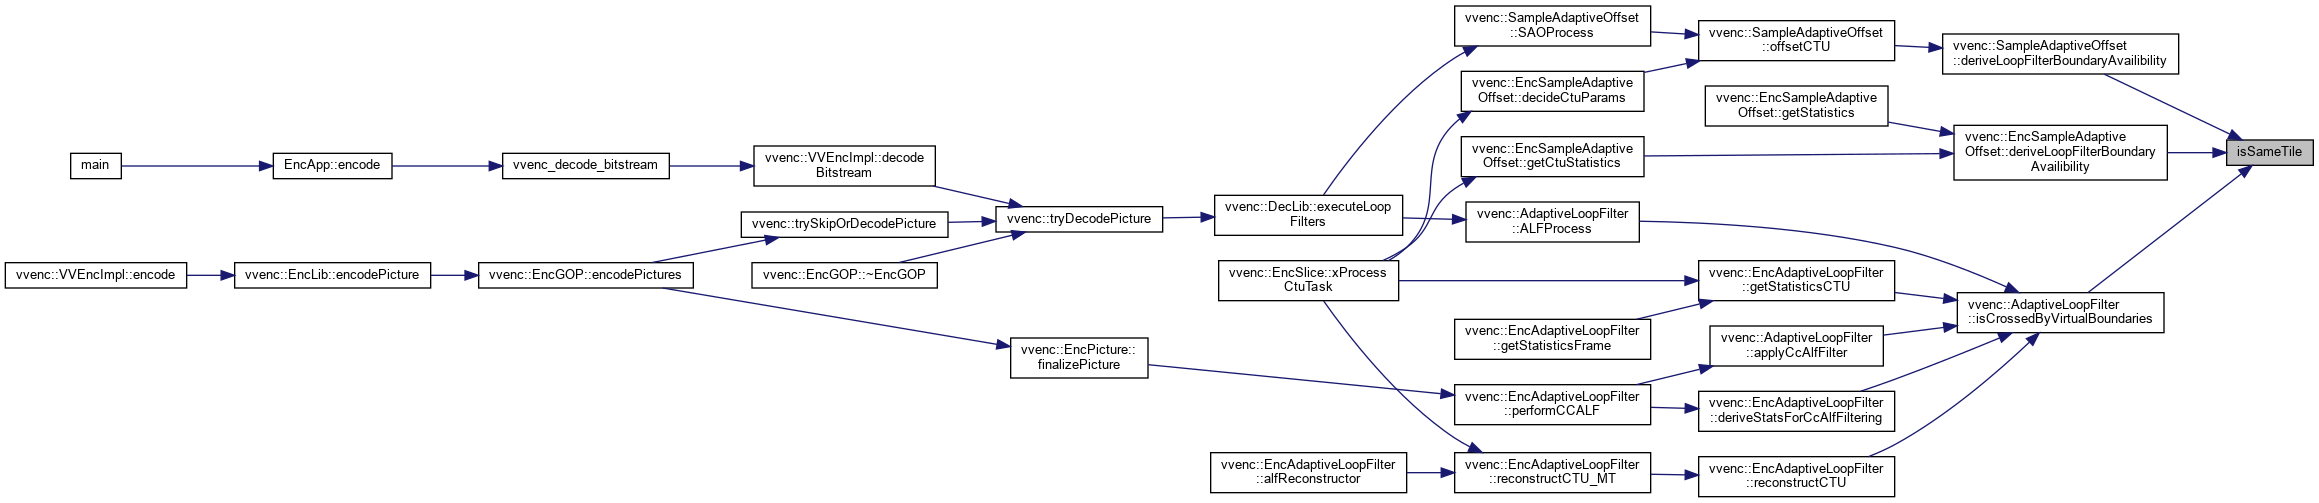 vvenc::SampleAdaptiveOffset
::SAOProcess
vvenc::SampleAdaptiveOffset
::offsetCTU
vvenc::SampleAdaptiveOffset
::deriveLoopFilterBoundaryAvailibility
vvenc::EncSampleAdaptive
Offset::decideCtuParams
vvenc::EncSampleAdaptive
Offset::getStatistics
vvenc::EncSampleAdaptive
Offset::getCtuStatistics
vvenc::EncSampleAdaptive
Offset::deriveLoopFilterBoundary
Availibility
isSameTile
main
EncApp::encode
vvenc_decode_bitstream
vvenc::VVEncImpl::decode
Bitstream
vvenc::trySkipOrDecodePicture
vvenc::tryDecodePicture
vvenc::DecLib::executeLoop
Filters
vvenc::AdaptiveLoopFilter
::ALFProcess
vvenc::VVEncImpl::encode
vvenc::EncLib::encodePicture
vvenc::EncGOP::encodePictures
vvenc::EncGOP::~EncGOP
vvenc::EncSlice::xProcess
CtuTask
vvenc::EncAdaptiveLoopFilter
::getStatisticsCTU
vvenc::AdaptiveLoopFilter
::isCrossedByVirtualBoundaries
vvenc::EncAdaptiveLoopFilter
::getStatisticsFrame
vvenc::AdaptiveLoopFilter
::applyCcAlfFilter
vvenc::EncPicture::
finalizePicture
vvenc::EncAdaptiveLoopFilter
::performCCALF
vvenc::EncAdaptiveLoopFilter
::deriveStatsForCcAlfFiltering
vvenc::EncAdaptiveLoopFilter
::alfReconstructor
vvenc::EncAdaptiveLoopFilter
::reconstructCTU_MT
vvenc::EncAdaptiveLoopFilter
::reconstructCTU